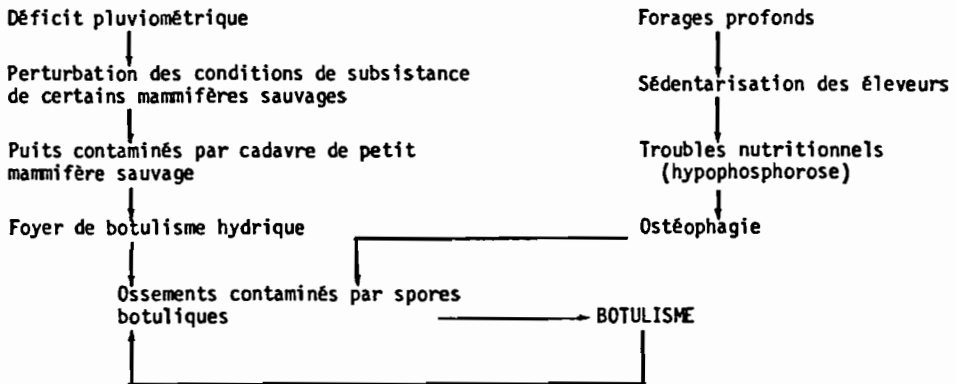 Déficit pluviométrique
Perturbation des conditions de subsistance
de certains mammifères sauvages
Puits contaminés par cadavre de petit
mammifère sauvage
Foyer de botulisme hydrique
Forages profonds
Sédentarisation des éleveurs
Troubles nutritionnels
(hypophosphorose)
Ostéophagie
Ossements contaminés par spores
botuliques
BOTULISME